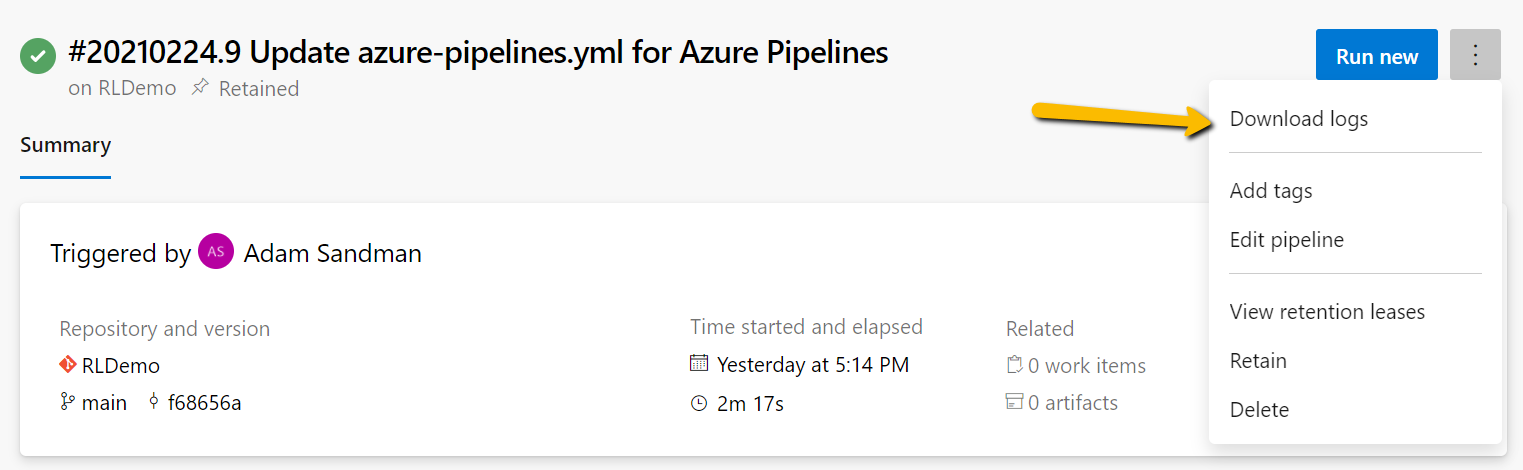 #20210224.9 Update azure-pipelines.yml for Azure Pipelines
Run new
on RLDemo Retained
Download logs
Summary
Add tags
Edit pipeline
Triggered by AS Adam Sandman
View retention leases
Repository and version
Time started and elapsed
Related
Retain
RLDemo
Yesterday at 5:14 PM
0 work items
main f68656a
2m 17s
0 artifacts
Delete